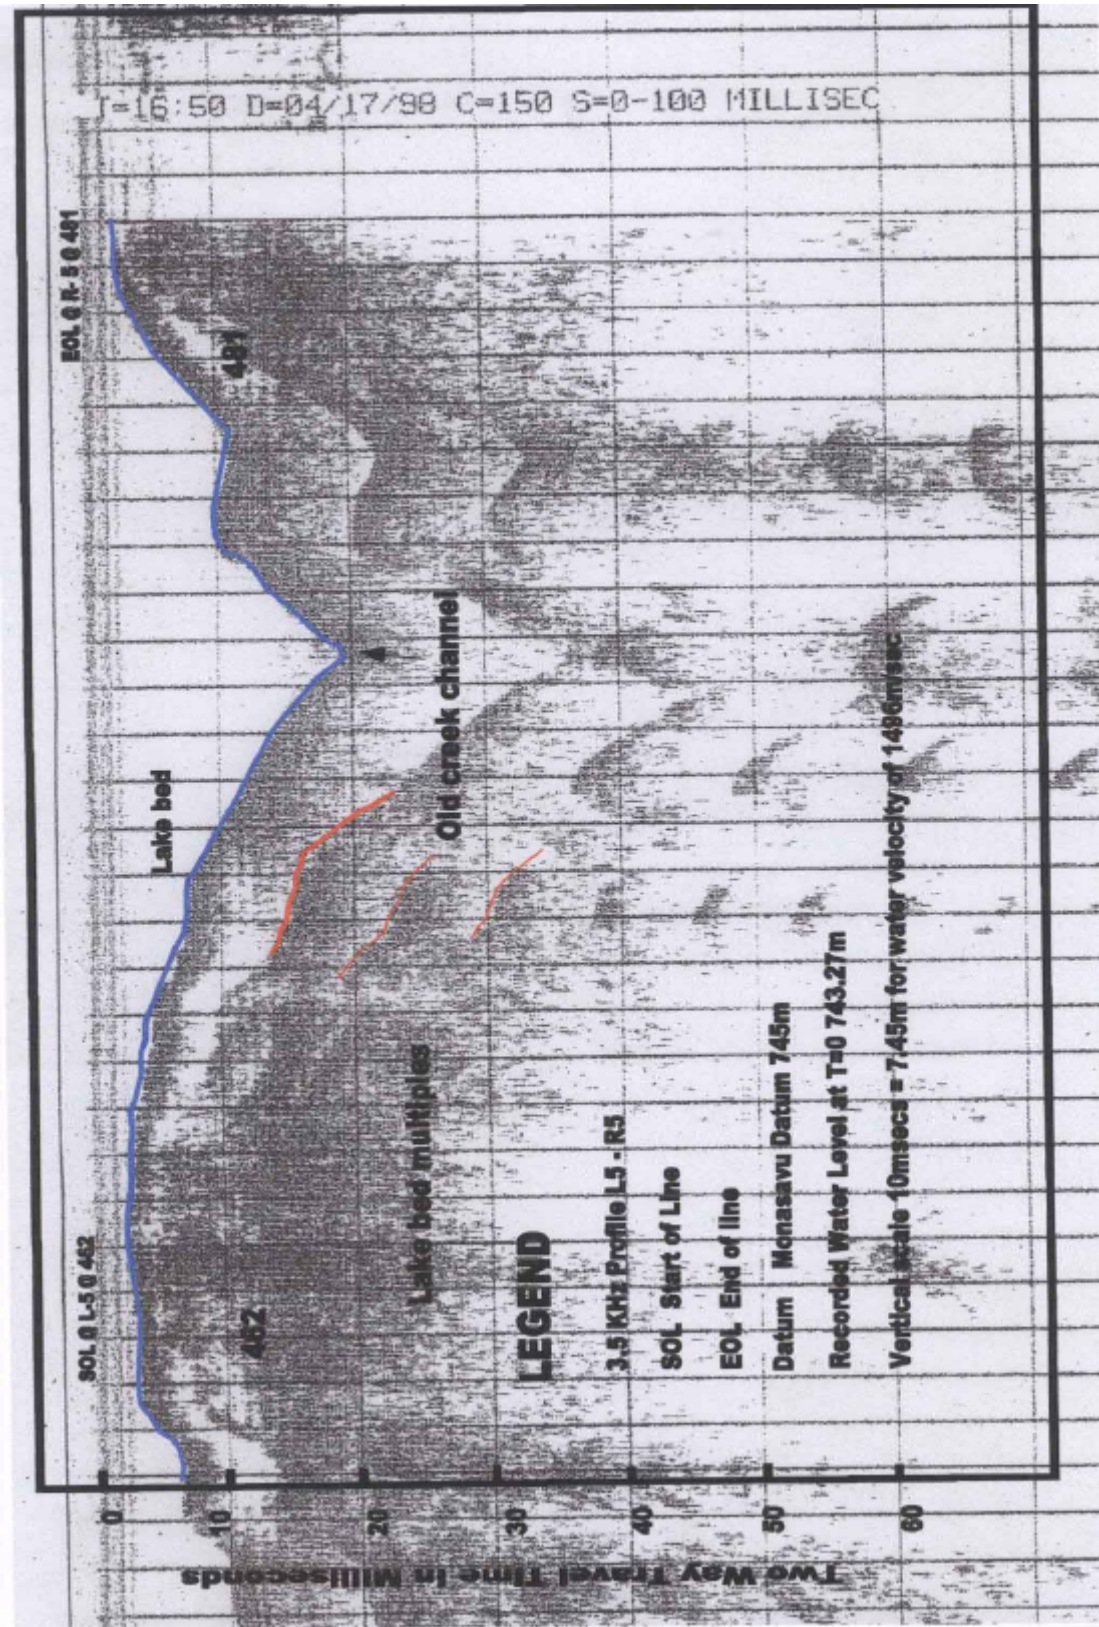 T=16:50 D=04/17/98 C=150 S=0-100 MILLISEC
EOL @ R-5 @ 481
SOL @ L-5 @ 462
Lake bed
481
462
Old creek channel
Lake bed multiples
LEGEND
3.5 KHz Profile L5 - R5
SOL Start of Line
EOL End of line
Datum Monasavu Datum 745m
Recorded Water Level at T=0 743.27m
Vertical scale 10msecs = 7.45m for water velocity of 1486m/sec
0
10
20
30
40
50
60
Two Way Travel Time in Milliseconds